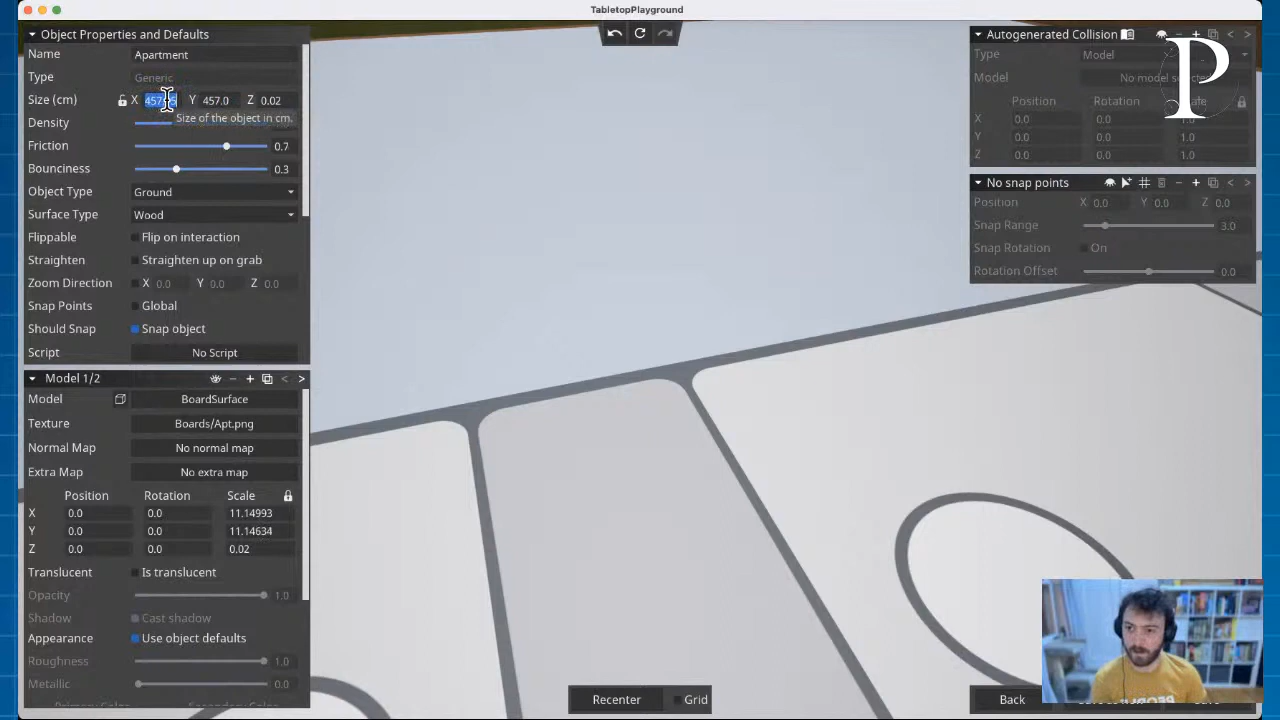 TabletopPlayground
Object Properties and Defaults
Name Apartment
Type Generic
Size (cm) X Y 457.0 Z 0.02
Size of the object in cm.
Density
Friction 0.7
Bounciness 0.3
Object Type Ground
Surface Type Wood
Flippable Flip on interaction
Straighten Straighten up on grab
Zoom Direction X 0.0 Y 0.0 Z 0.0
Snap Points Global
Should Snap Snap object
Script No Script
Model 1/2
Model BoardSurface
Texture Boards/Apt.png
Normal Map No normal map
Extra Map No extra map
Position Rotation Scale
X 0.0 0.0 11.14993
Y 0.0 0.0 11.14634
Z 0.0 0.0 0.02
Translucent Is translucent
Opacity 1.0
Shadow Cast shadow
Appearance Use object defaults
Roughness 1.0
Metallic 0.0
Autogenerated Collision
Type Model
Model No model selected
Position Rotation
X 0.0 0.0 1.0
Y 0.0 0.0 1.0
Z 0.0 0.0 1.0
P
No snap points
Position X 0.0 Y 0.0 Z 0.0
Snap Range 3.0
Snap Rotation On
Rotation Offset 0.0
Recenter Grid
Back